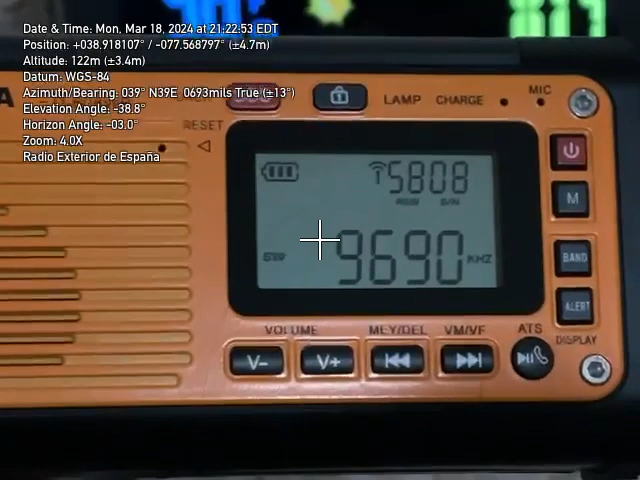 Date & Time: Mon, Mar 18, 2024 at 21:22:53 EDT
Position: +038.918107° / -077.568797° (±4.7m)
Altitude: 122m (±3.4m)
Datum: WGS-84
Azimuth/Bearing: 039° N39E 0693mils True (±13°)
Elevation Angle: -38.8°
Horizon Angle: -03.0°
Zoom: 4.0X
Radio Exterior de España
A
SOS
LAMP
CHARGE
MIC
RESET
5808
RSSI
S/N
M
SW
9690
KHZ
BAND
ALERT
VOLUME
MEY/DEL
VM/VF
ATS
DISPLAY
V-
V+